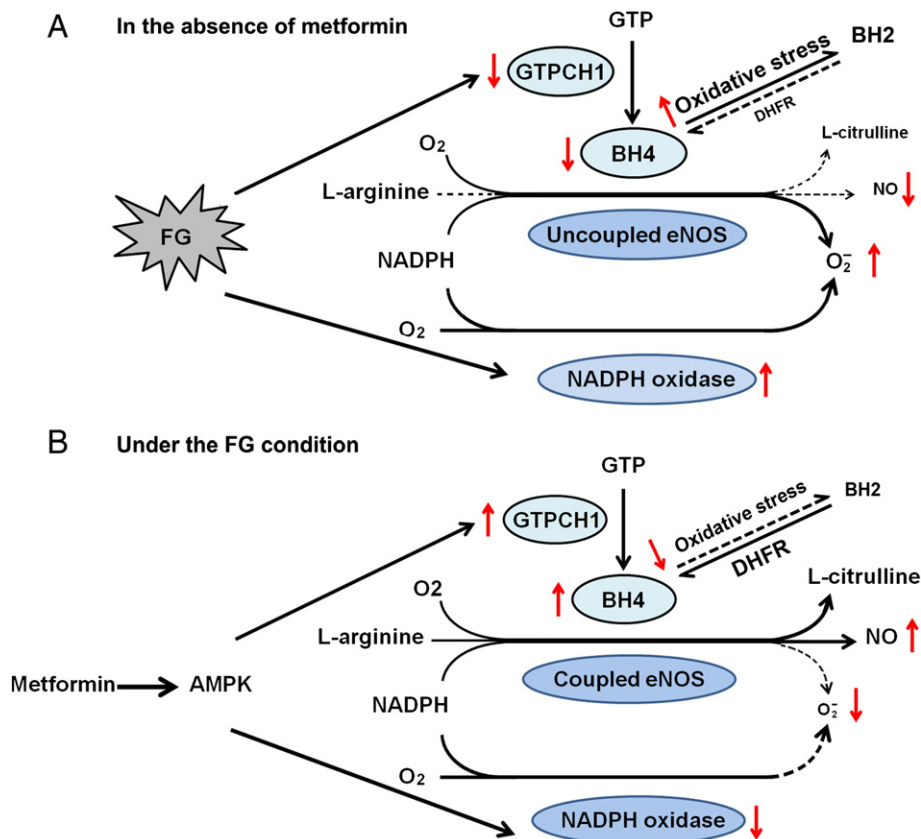 A
In the absence of metformin
GTP
BH2
GTPCH1
Oxidative stress
DHFR
O2
BH4
L-citrulline
L-arginine
NO
FG
Uncoupled eNOS
NADPH
O2-
O2
NADPH oxidase
B
Under the FG condition
GTP
BH2
GTPCH1
Oxidative stress
DHFR
O2
BH4
L-citrulline
L-arginine
NO
Metformin
AMPK
Coupled eNOS
NADPH
O2-
O2
NADPH oxidase